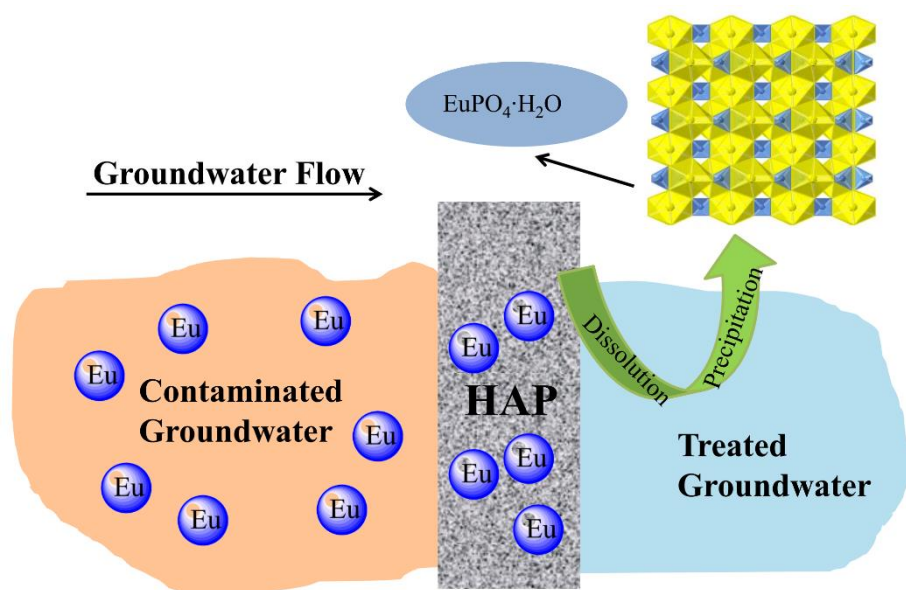 EuPO₄·H₂O
Groundwater Flow
Eu
Eu
Eu
Eu
Eu
Eu
Eu
Contaminated
Groundwater
Eu
Eu
HAP
Eu
Eu
Eu
Dissolution
Precipitation
Treated
Groundwater